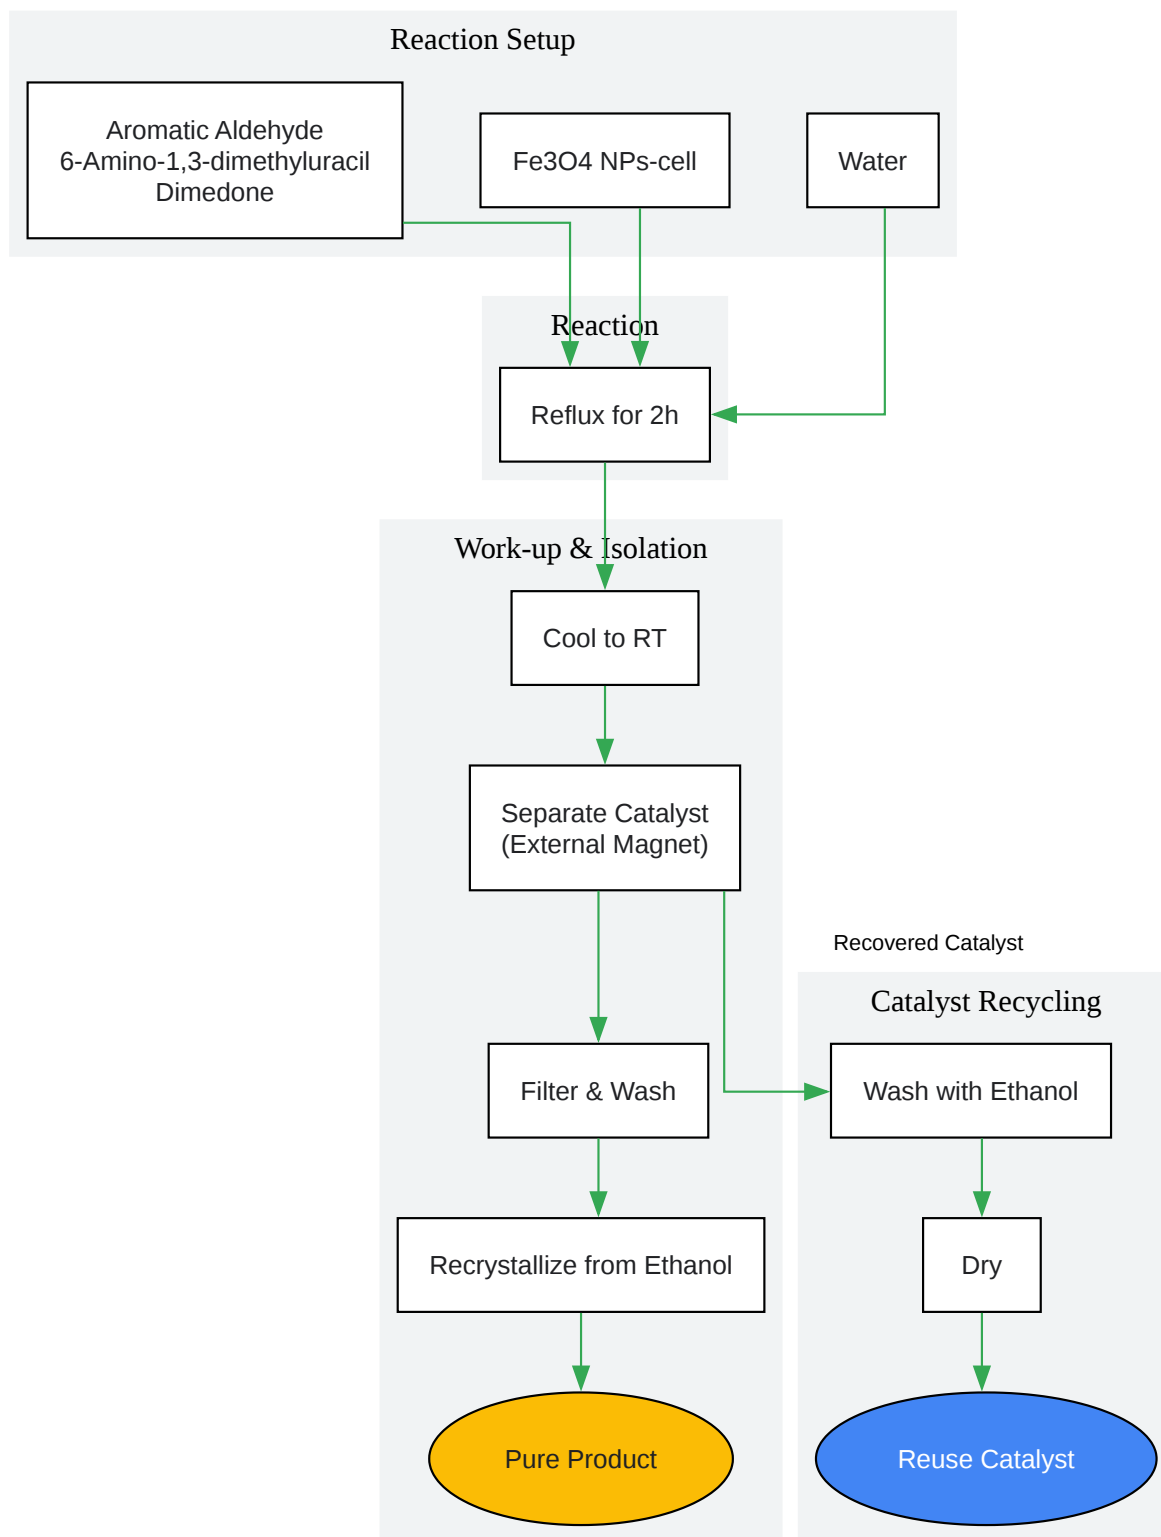 Reaction Setup
Aromatic Aldehyde
6-Amino-1,3-dimethyluracil
Dimedone
Fe3O4 NPs-cell
Water
Reaction
Reflux for 2h
Work-up & Isolation
Cool to RT
Separate Catalyst
(External Magnet)
Recovered Catalyst
Catalyst Recycling
Filter & Wash
Wash with Ethanol
Recrystallize from Ethanol
Dry
Pure Product
Reuse Catalyst